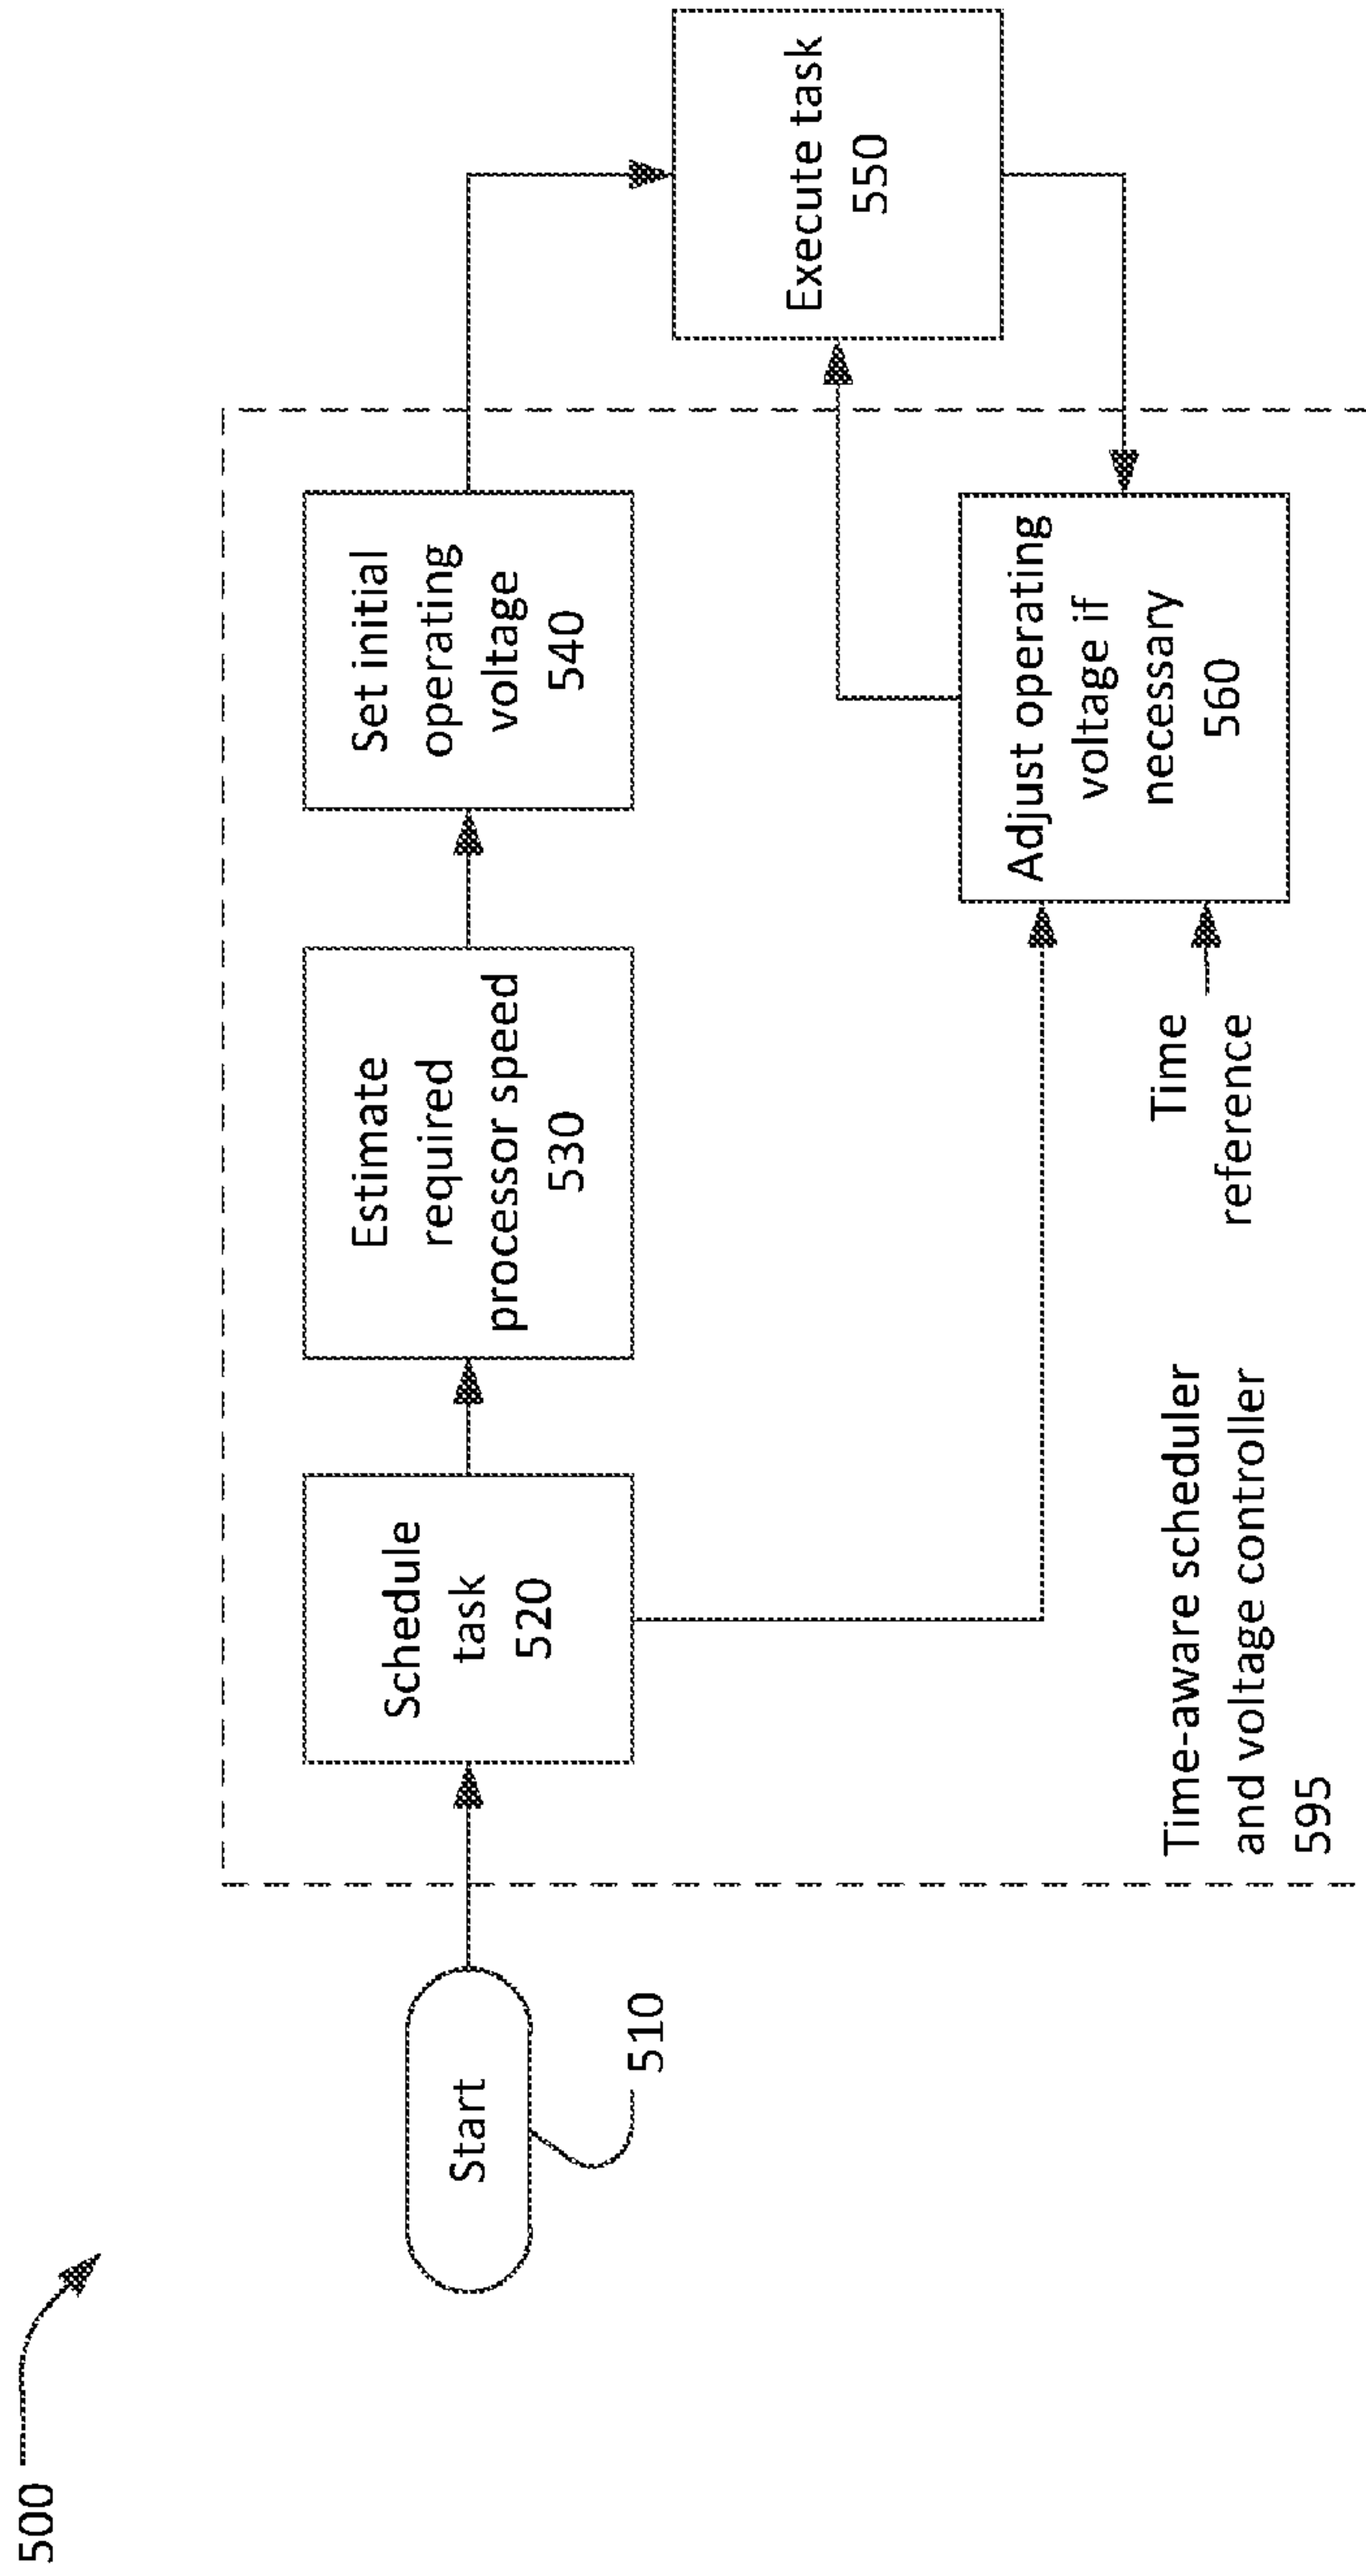 500
Start
510
Schedule
task
520
Estimate
required
processor speed
530
Set initial
operating
voltage
540
Execute task
550
Adjust operating
voltage if
necessary
560
Time
reference
Time-aware scheduler
and voltage controller
595